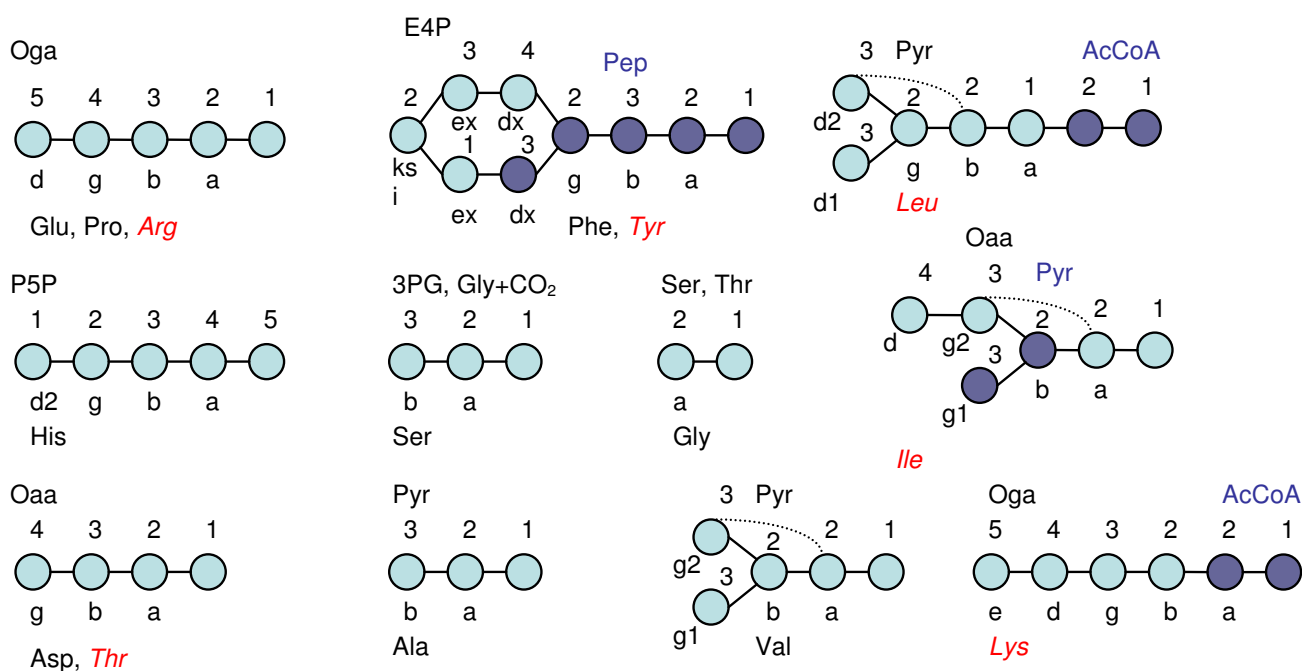 Oga
5 4 3 2 1
d g b a
Glu, Pro, Arg
E4P
3 4
Pep
2 2 3 2 1
ex dx
1 3
ks g b a
i
ex dx
Phe, Tyr
3 Pyr AcCoA
2 2 1 2 1
d2
3
g b a
d1
Leu
P5P
1 2 3 4 5
d2 g b a
His
3PG, Gly+CO₂
3 2 1
b a
Ser
Ser, Thr
2 1
a
Gly
Oaa
4 3 Pyr
2 2 1
d g2
3
b a
g1
Ile
Oaa
4 3 2 1
g b a
Asp, Thr
Pyr
3 2 1
b a
Ala
3 Pyr
2 2 1
g2
3
b a
g1
Val
Oga AcCoA
5 4 3 2 2 1
e d g b a
Lys